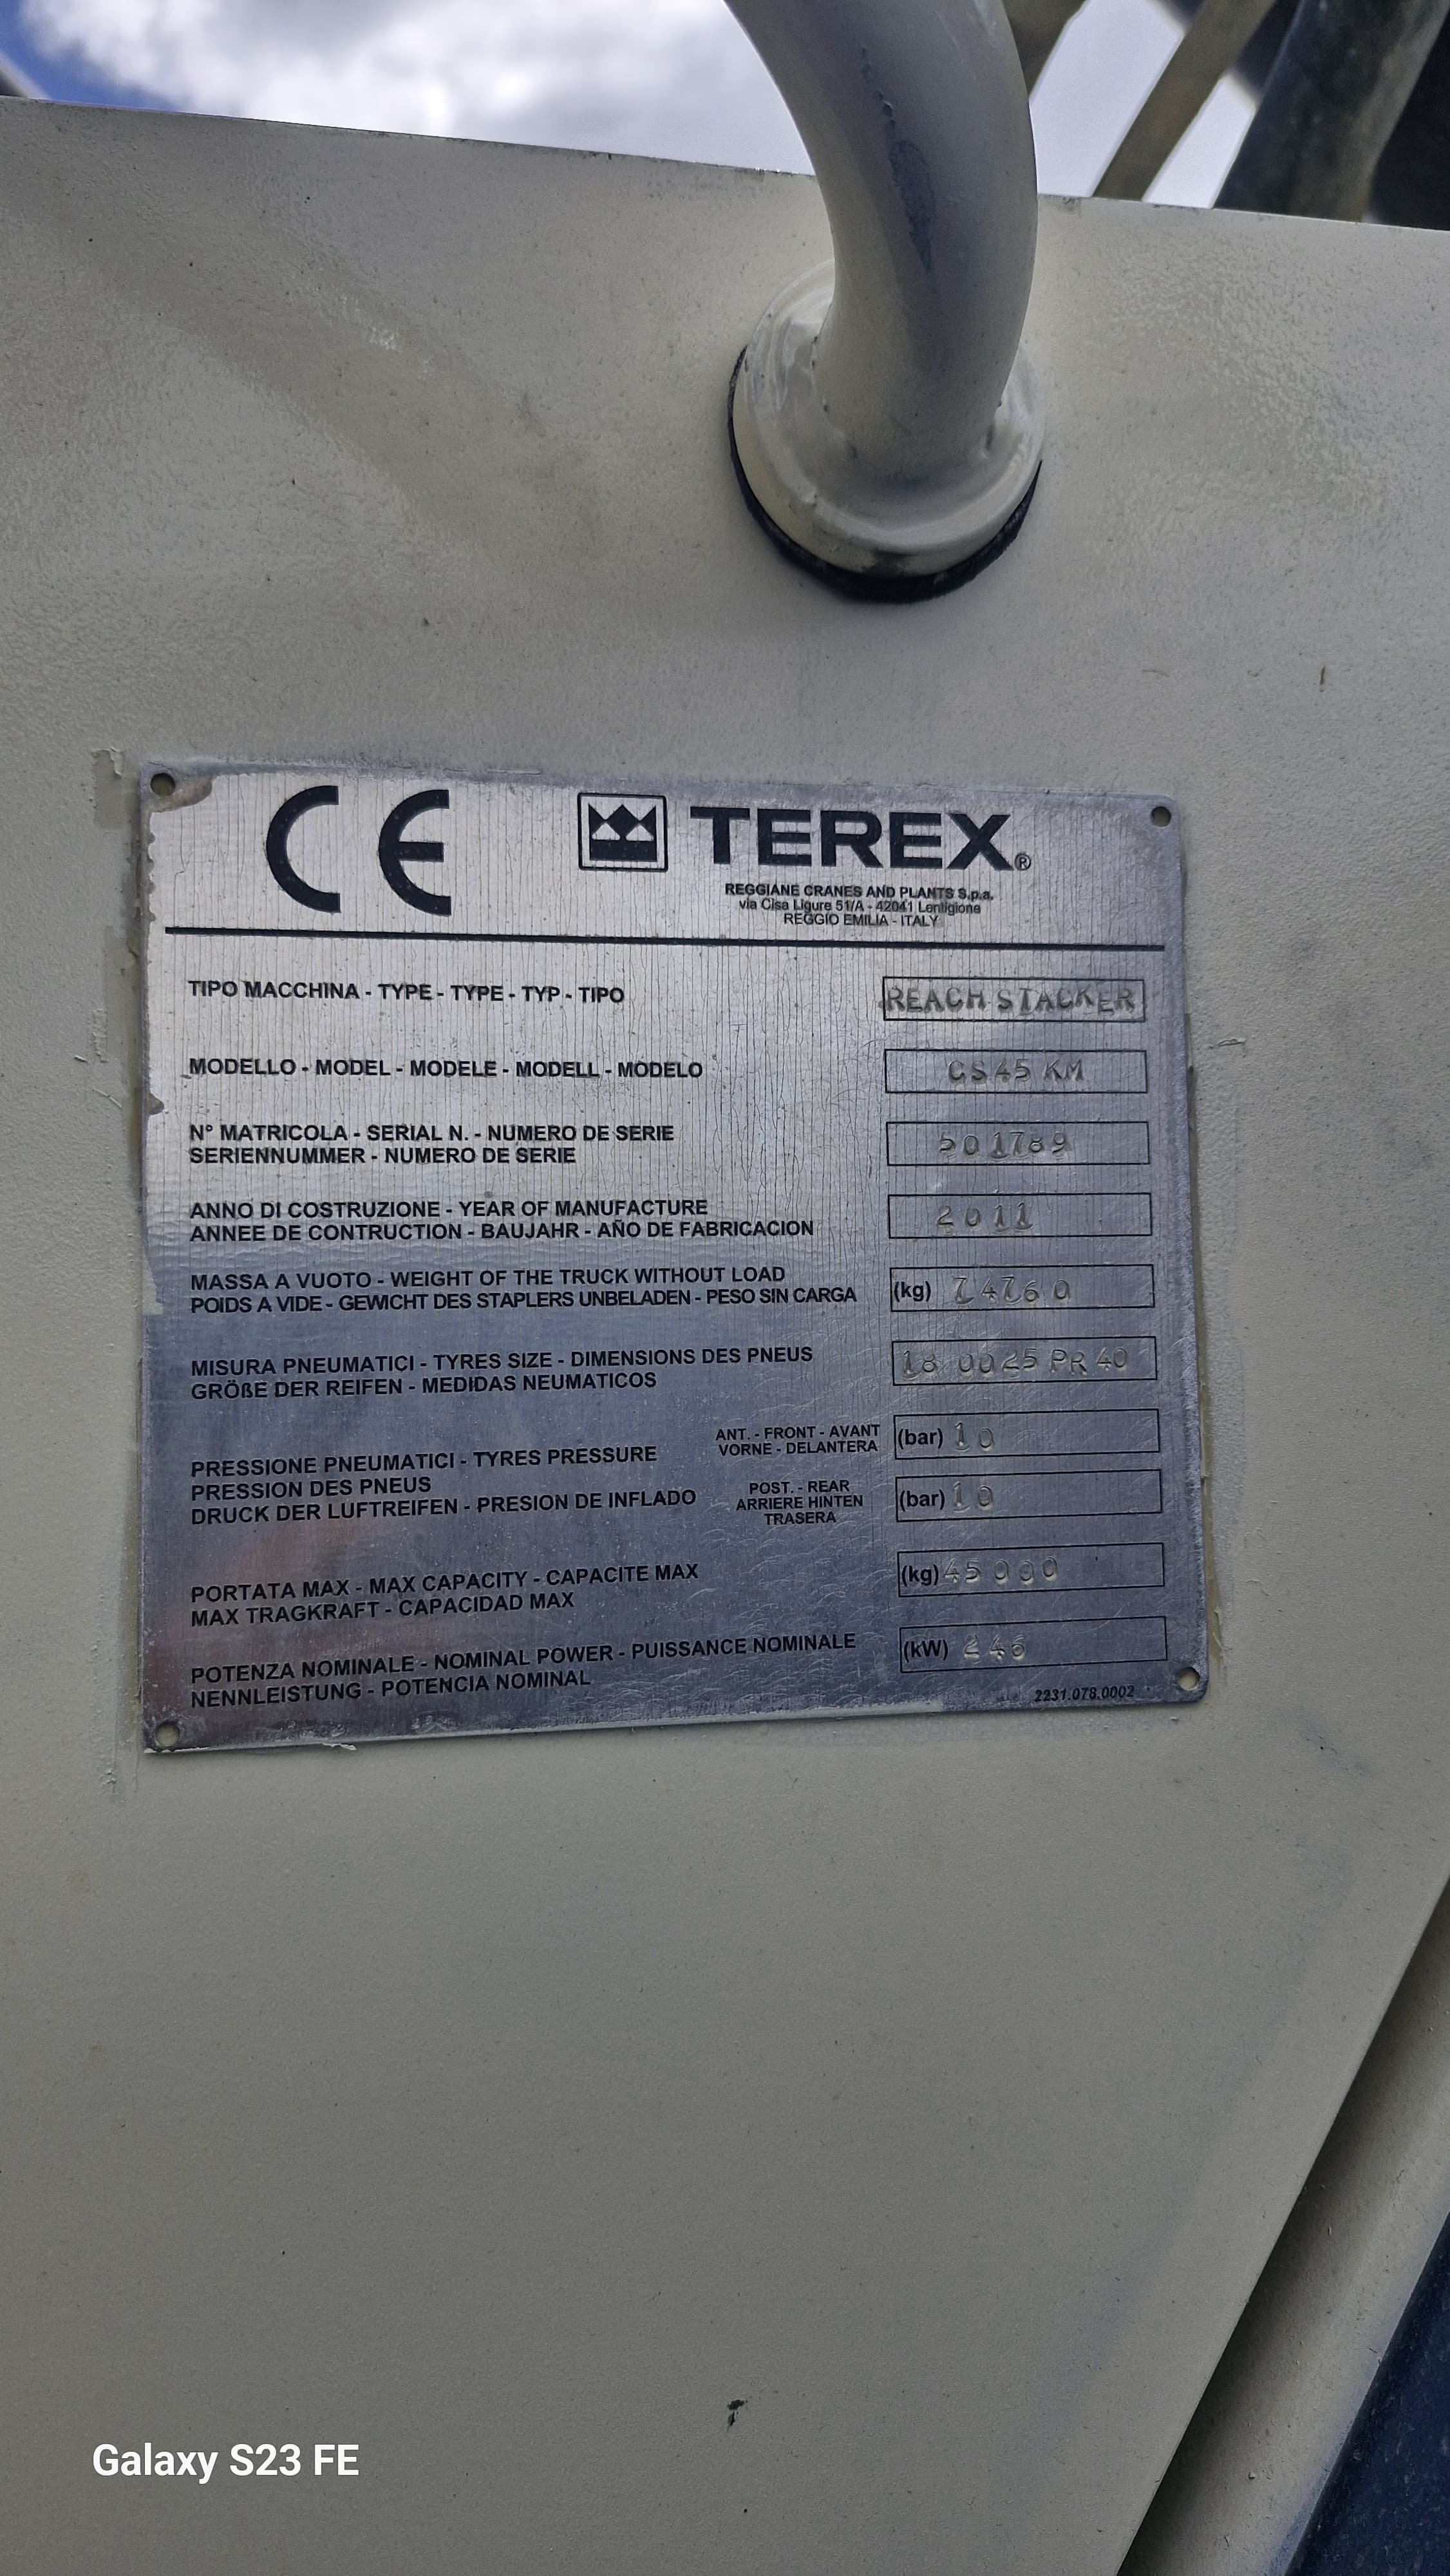 CE
TEREX®
REGGIANE CRANES AND PLANTS S.p.a.
via Cisa Ligure 51/A - 42041 Lentigione
REGGIO EMILIA - ITALY
TIPO MACCHINA - TYPE - TYPE - TYP - TIPO
REACH STACKER
MODELLO - MODEL - MODELE - MODELL - MODELO
CS45 KM
N° MATRICOLA - SERIAL N. - NUMERO DE SERIE
SERIENNUMMER - NUMERO DE SERIE
501789
ANNO DI COSTRUZIONE - YEAR OF MANUFACTURE
ANNEE DE CONTRUCTION - BAUJAHR - AÑO DE FABRICACION
2011
MASSA A VUOTO - WEIGHT OF THE TRUCK WITHOUT LOAD
POIDS A VIDE - GEWICHT DES STAPLERS UNBELADEN - PESO SIN CARGA
(kg) 74760
MISURA PNEUMATICI - TYRES SIZE - DIMENSIONS DES PNEUS
GRÖßE DER REIFEN - MEDIDAS NEUMATICOS
18 0025 PR 40
PRESSIONE PNEUMATICI - TYRES PRESSURE
PRESSION DES PNEUS
DRUCK DER LUFTREIFEN - PRESION DE INFLADO
ANT. - FRONT - AVANT
VORNE - DELANTERA
(bar) 10
POST. - REAR
ARRIERE HINTEN
TRASERA
(bar) 10
PORTATA MAX - MAX CAPACITY - CAPACITE MAX
MAX TRAGKRAFT - CAPACIDAD MAX
(kg) 45000
POTENZA NOMINALE - NOMINAL POWER - PUISSANCE NOMINALE
NENNLEISTUNG - POTENCIA NOMINAL
(kW)
2231.078.0002
Galaxy S23 FE